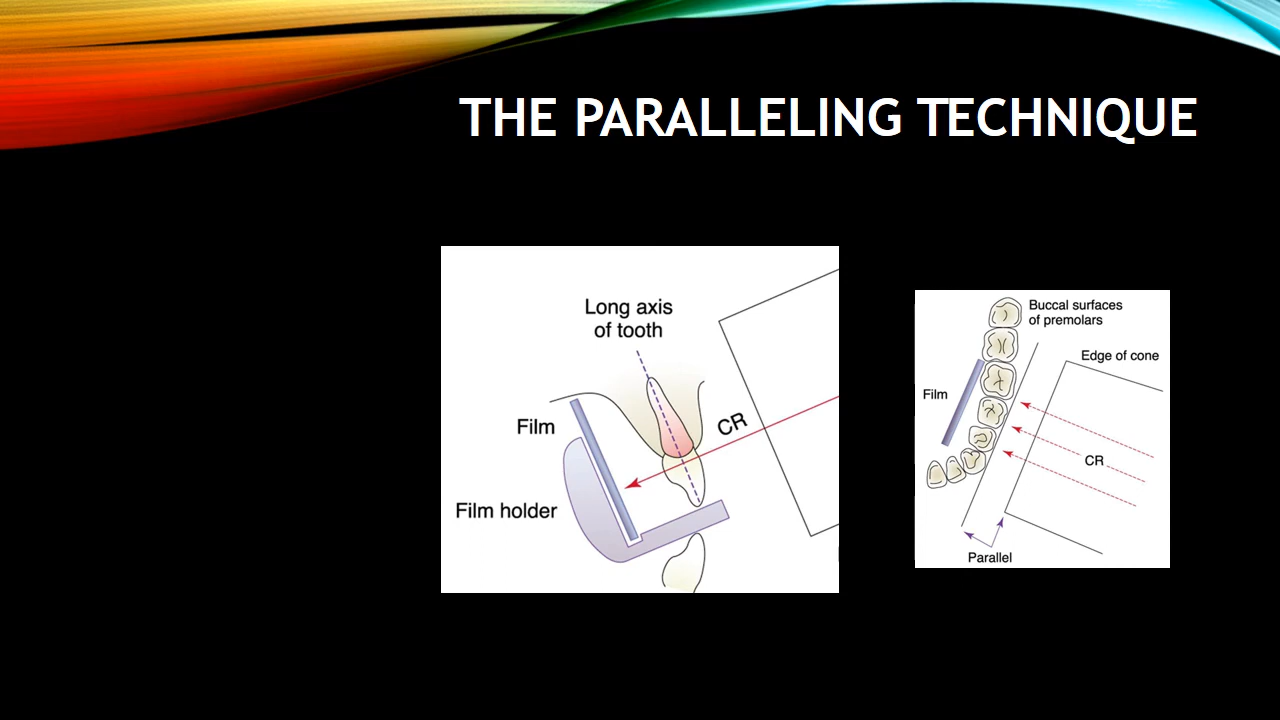 THE PARALLELING TECHNIQUE
Long axis
of tooth
Film
CR
Film holder
Buccal surfaces
of premolars
Edge of cone
Film
CR
Parallel